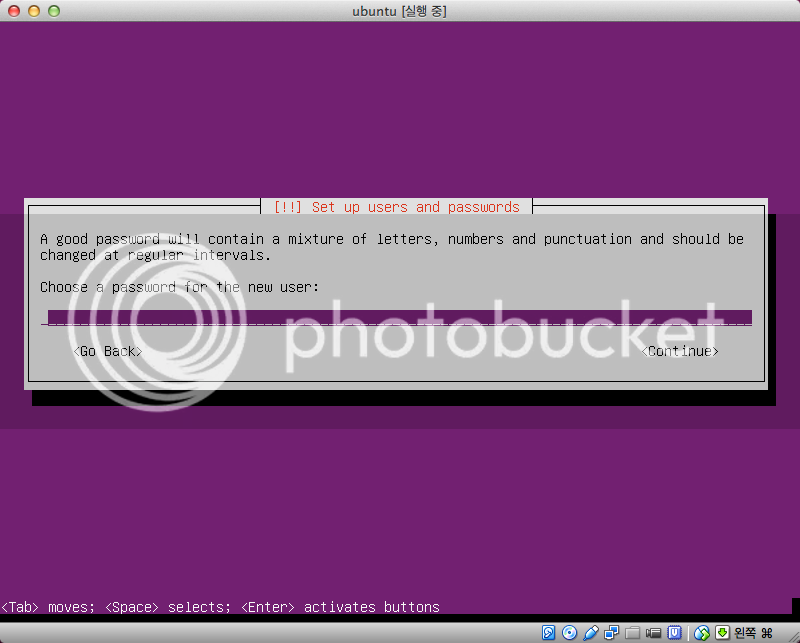 ubuntu [실행 중]
[!!] Set up users and passwords
A good password will contain a mixture of letters, numbers and punctuation and should be
changed at regular intervals.
Choose a password for the new user:
<Go Back> <Continue>
photobucket
<Tab> moves; <Space> selects; <Enter> activates buttons
왼쪽 ⌘